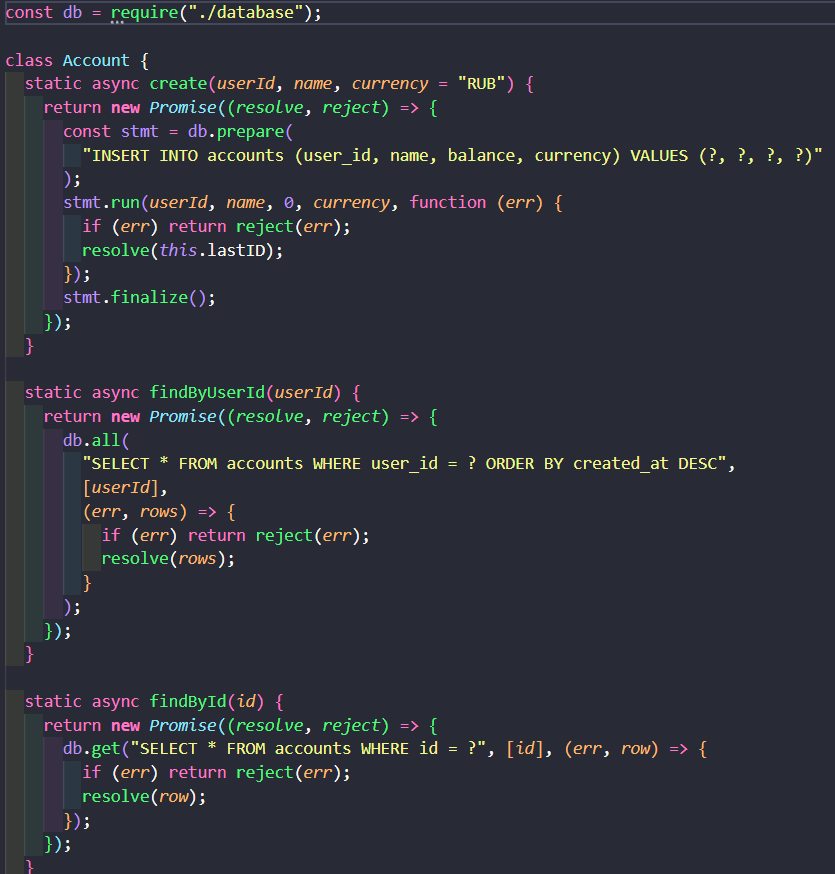 const db = require("./database");
class Account {
static async create(userId, name, currency = "RUB") {
return new Promise((resolve, reject) => {
const stmt = db.prepare(
"INSERT INTO accounts (user_id, name, balance, currency) VALUES (?, ?, ?, ?)"
);
stmt.run(userId, name, 0, currency, function (err) {
if (err) return reject(err);
resolve(this.lastID);
});
stmt.finalize();
});
}
static async findByUserId(userId) {
return new Promise((resolve, reject) => {
db.all(
"SELECT * FROM accounts WHERE user_id = ? ORDER BY created_at DESC",
[userId],
(err, rows) => {
if (err) return reject(err);
resolve(rows);
}
);
});
}
static async findById(id) {
return new Promise((resolve, reject) => {
db.get("SELECT * FROM accounts WHERE id = ?", [id], (err, row) => {
if (err) return reject(err);
resolve(row);
});
});
}